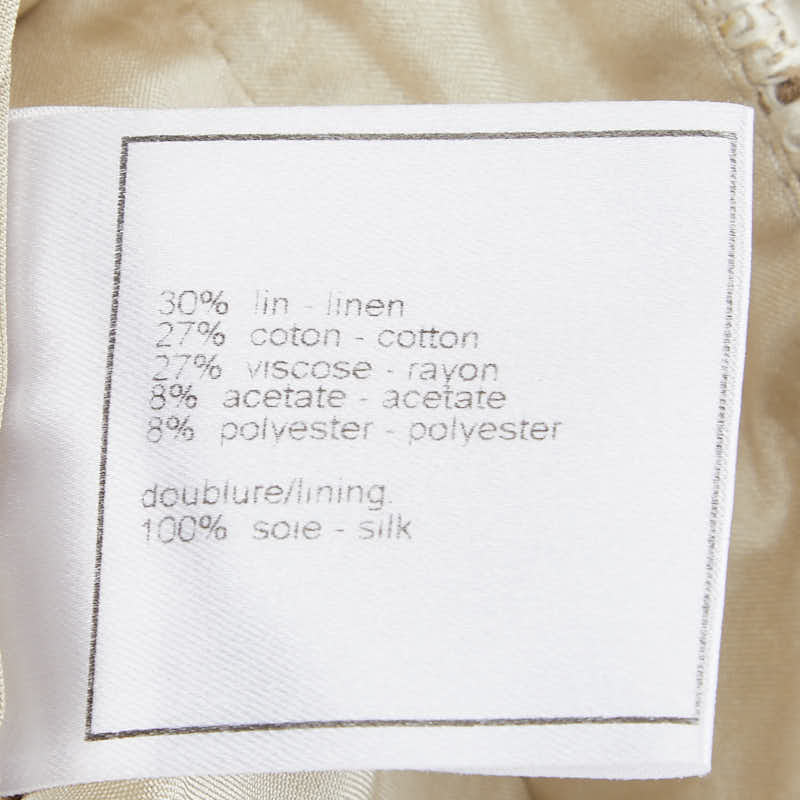 30% lin - linen
27% coton - cotton
27% viscose - rayon
8% acetate - acetate
8% polyester - polyester
doublure/lining.
100% soie - silk